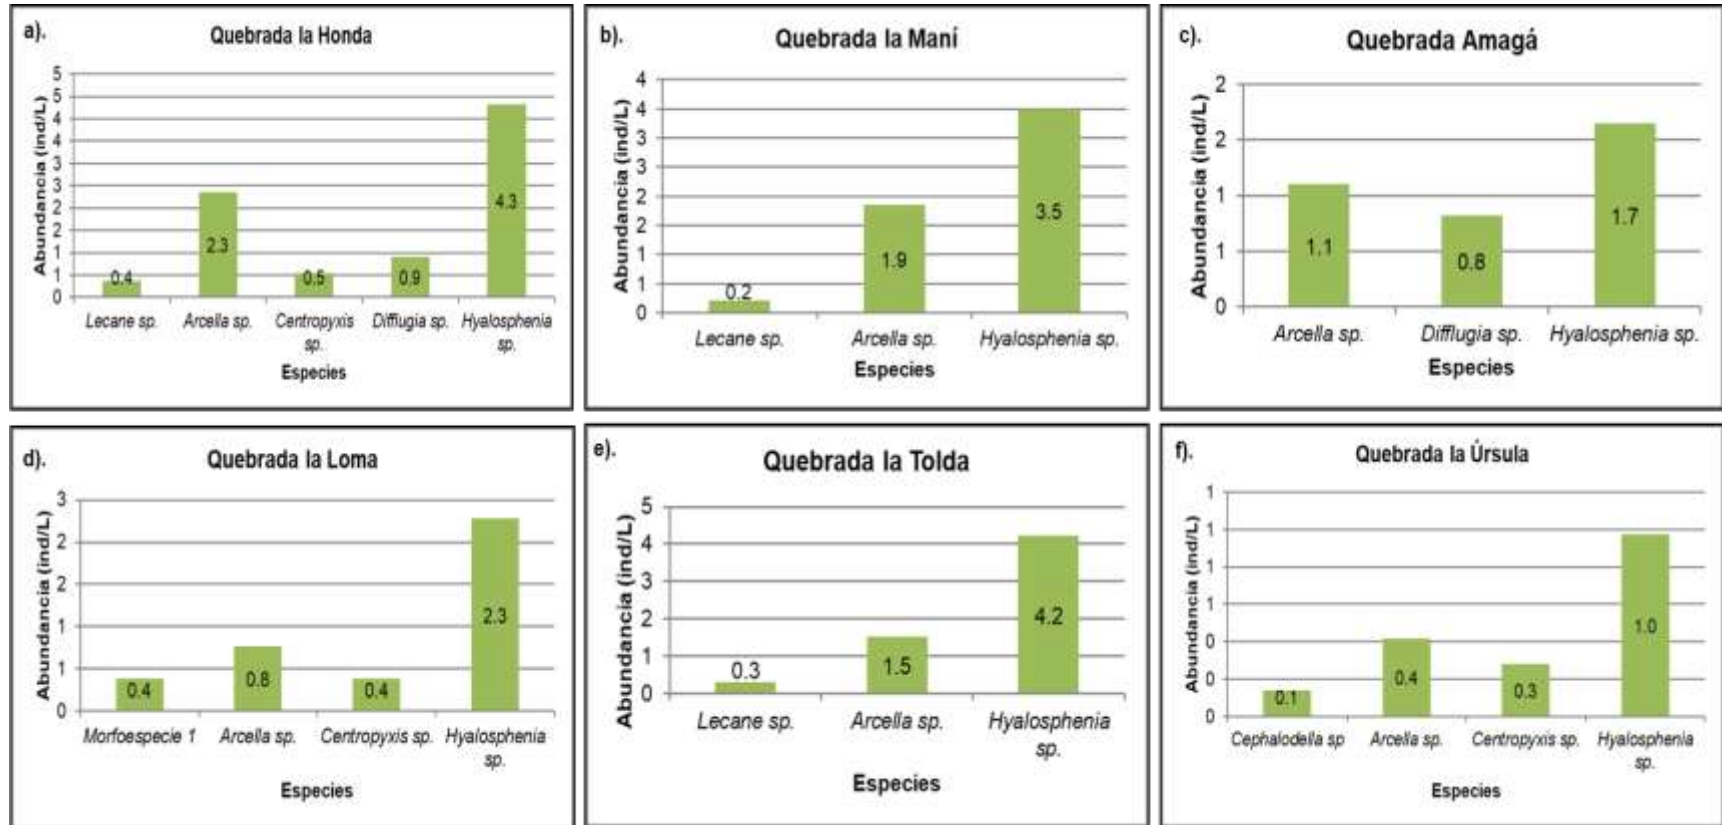 a).
Quebrada la Honda
Abundancia (ind/L)
5
5
4
4
3
3
2
2
1
1
0
0.4
2.3
0.5
0.9
4.3
Lecane sp.
Arcella sp.
Centropyxis
sp.
Difflugia sp.
Hyalosphenia
sp.
Especies
b).
Quebrada la Maní
Abundancia (ind/L)
4
4
3
3
2
2
1
1
0
0.2
1.9
3.5
Lecane sp.
Arcella sp.
Hyalosphenia sp.
Especies
c).
Quebrada Amagá
Abundancia (ind/L)
2
2
1
1
0
1.1
0.8
1.7
Arcella sp.
Difflugia sp.
Hyalosphenia sp.
Especies
d).
Quebrada la Loma
Abundancia (ind/L)
3
2
2
1
1
0
0.4
0.8
0.4
2.3
Morfoespecie 1
Arcella sp.
Centropyxis sp.
Hyalosphenia
sp.
Especies
e).
Quebrada la Tolda
Abundancia (ind/L)
5
4
3
2
1
0
0.3
1.5
4.2
Lecane sp.
Arcella sp.
Hyalosphenia
sp.
Especies
f).
Quebrada la Úrsula
Abundancia (ind/L)
1
1
1
1
0
0
0
0.1
0.4
0.3
1.0
Cephalodella sp
Arcella sp.
Centropyxis sp.
Hyalosphenia
sp.
Especies